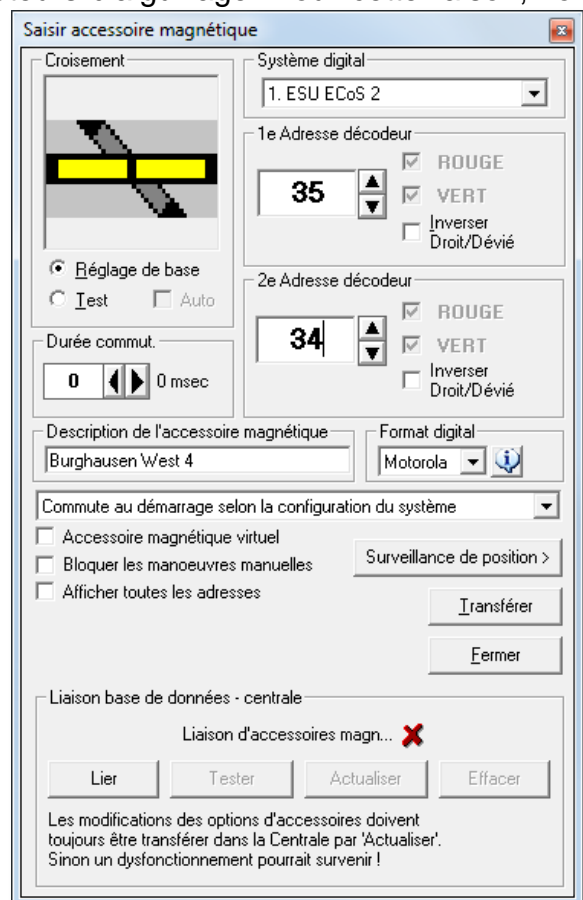 Saisir accessoire magnétique
Croisement
Réglage de base
Test
Auto
Durée commut.
0
0 msec
Système digital
1. ESU ECoS 2
1e Adresse décodeur
35
ROUGE
VERT
Inverser
Droit/Dévié
2e Adresse décodeur
34
ROUGE
VERT
Inverser
Droit/Dévié
Description de l'accessoire magnétique
Burghausen West 4
Format digital
Motorola
Commute au démarrage selon la configuration du système
Accessoire magnétique virtuel
Bloquer les manoeuvres manuelles
Afficher toutes les adresses
Surveillance de position >
Transférer
Fermer
Liaison base de données - centrale
Liaison d'accessoires magn...
Lier
Tester
Actualiser
Effacer
Les modifications des options d'accessoires doivent
toujours être transférer dans la Centrale par 'Actualiser'.
Sinon un dysfonctionnement pourrait survenir !